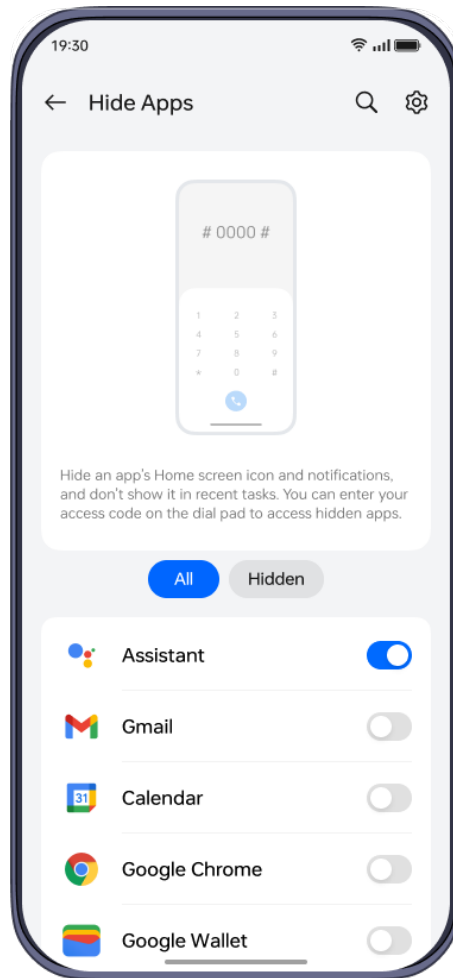 19:30
Hide Apps
# 0000 #
1 2 3
4 5 6
7 8 9
* 0 #
Hide an app's Home screen icon and notifications,
and don't show it in recent tasks. You can enter your
access code on the dial pad to access hidden apps.
All Hidden
Assistant
Gmail
31
Calendar
Google Chrome
Google Wallet